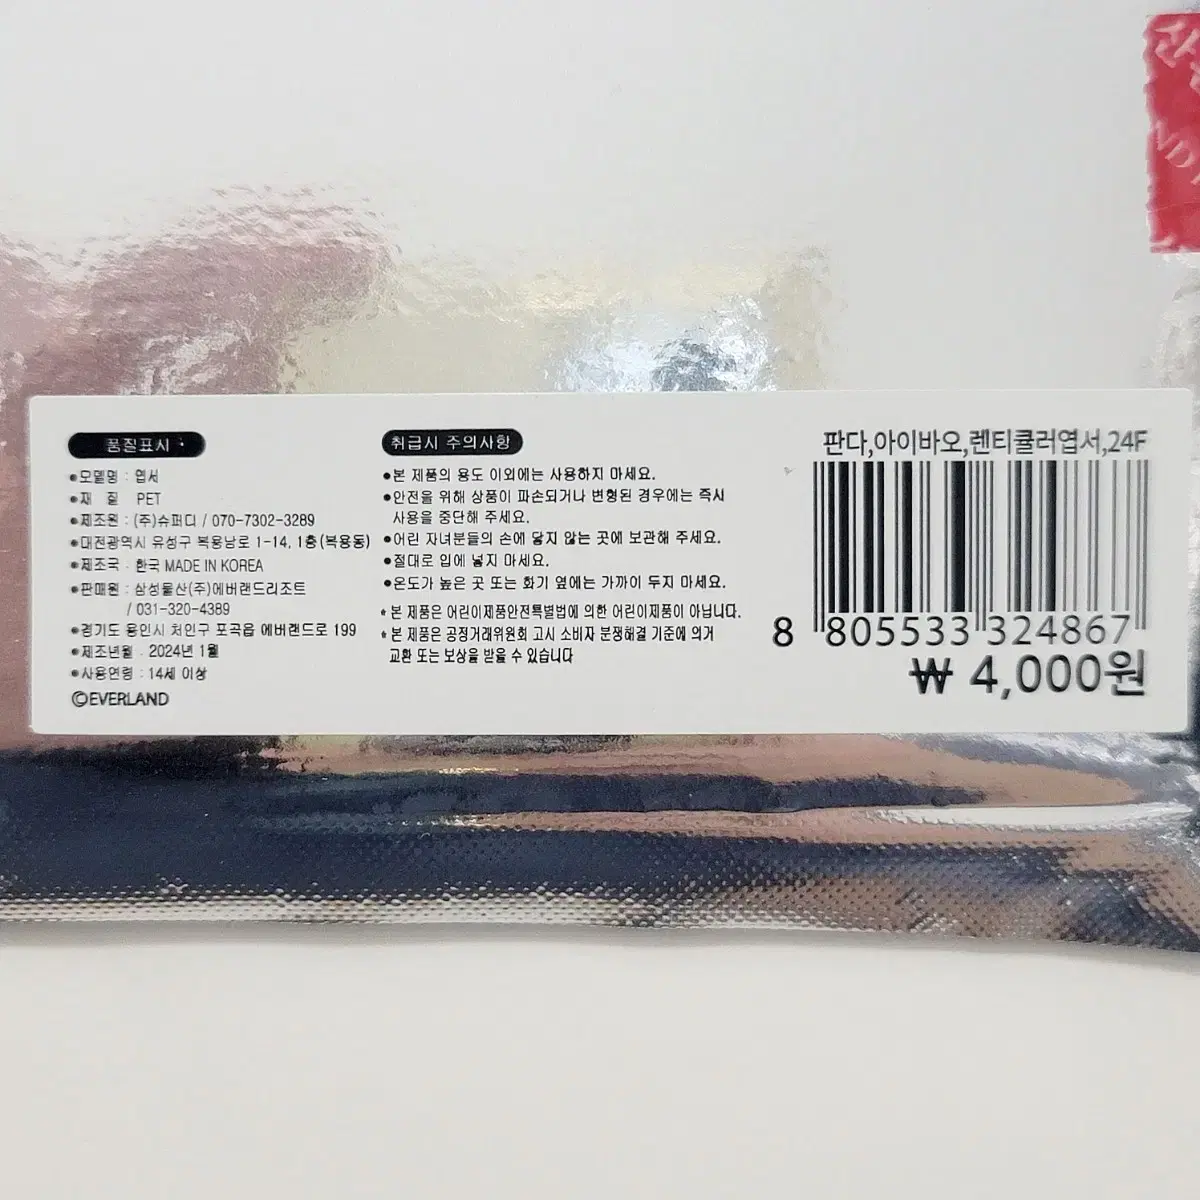 품질표시
•모델명 : 엽서
•재 질 PET
•제조원 : (주)슈퍼디 / 070-7302-3289
•대전광역시 유성구 복용남로 1-14, 1층(복용동)
•제조국 : 한국 MADE IN KOREA
•판매원 : 삼성물산(주)에버랜드리조트
/ 031-320-4389
•경기도 용인시 처인구 포곡읍 에버랜드로 199
•제조년월 : 2024년 1월
•사용연령 : 14세 이상
©EVERLAND
취급시 주의사항
•본 제품의 용도 이외에는 사용하지 마세요.
•안전을 위해 상품이 파손되거나 변형된 경우에는 즉시
사용을 중단해 주세요.
•어린 자녀분들의 손에 닿지 않는 곳에 보관해 주세요.
•절대로 입에 넣지 마세요.
•온도가 높은 곳 또는 화기 옆에는 가까이 두지 마세요.
* 본 제품은 어린이제품안전특별법에 의한 어린이제품이 아닙니다.
* 본 제품은 공정거래위원회 고시 소비자 분쟁해결 기준에 의거
교환 또는 보상을 받을 수 있습니다
판다,아이바오,렌티큘러엽서,24F
8 805533 324867
₩ 4,000원